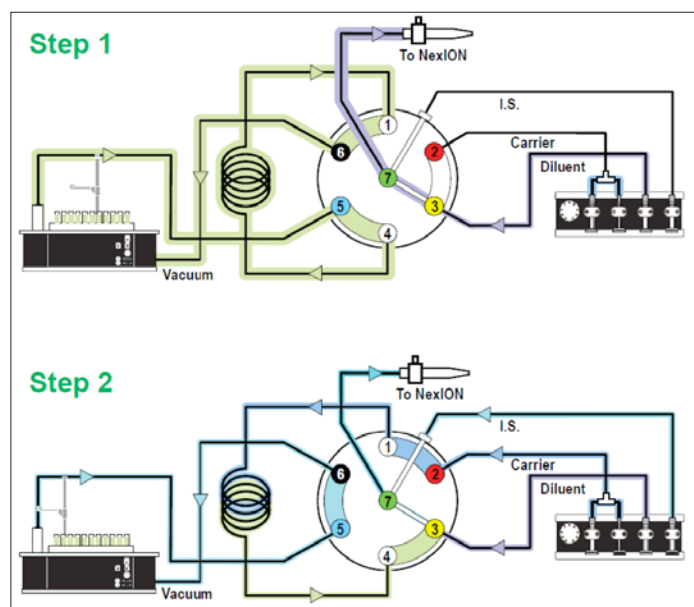 Step 1
To NexION
I.S.
1
Carrier
6
2
Diluent
7
5
3
4
Vacuum
Step 2
To NexION
I.S.
1
Carrier
6
2
Diluent
7
5
3
4
Vacuum